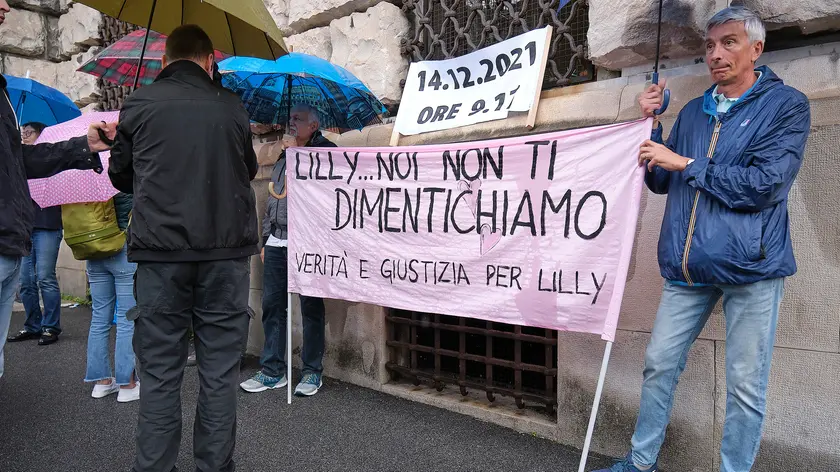 14.12.2021
ORE 9.17
LILLY...NOI NON TI
DIMENTICHIAMO
VERITÀ E GIUSTIZIA PER LILLY